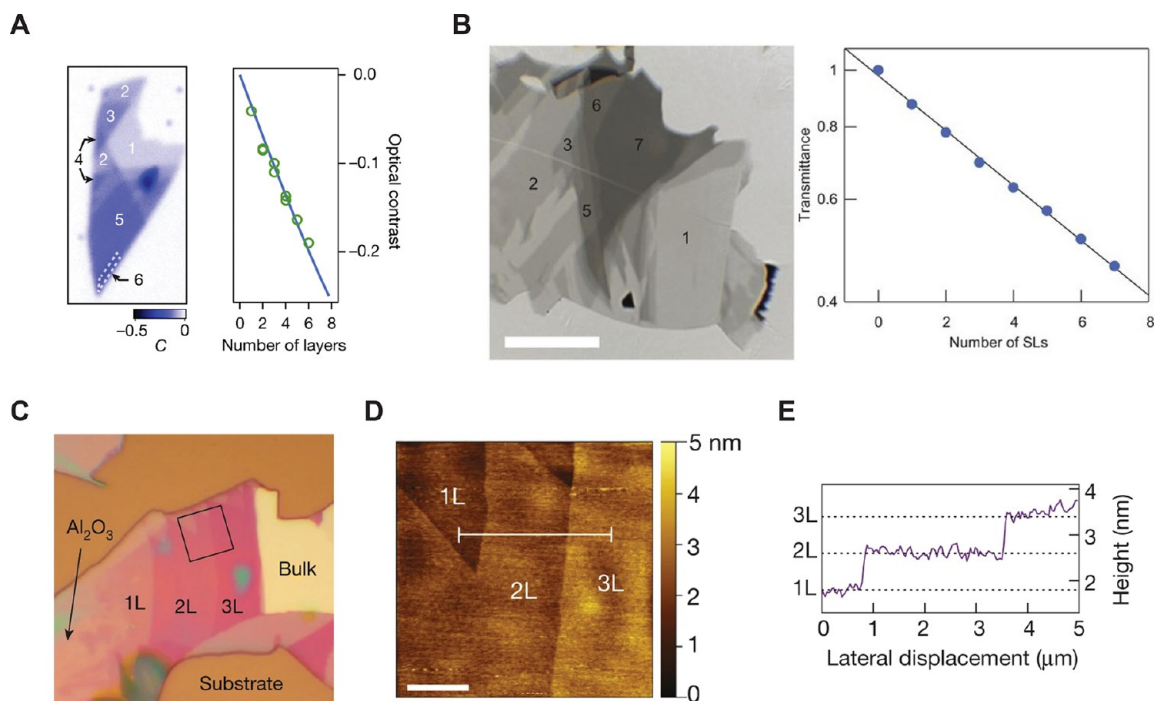 A
2
3
1
4
2
5
6
−0.5
0
C
0.0
−0.1
−0.2
Optical contrast
0 2 4 6 8
Number of layers
B
6
3
7
2
5
1
1
0.8
0.6
0.4
Transmittance
0 2 4 6 8
Number of SLs
C
Al2O3
1L 2L 3L
Bulk
Substrate
D
1L
2L
3L
5 nm
4
3
2
1
0
E
3L
2L
1L
4
3
2
Height (nm)
0 1 2 3 4 5
Lateral displacement (μm)